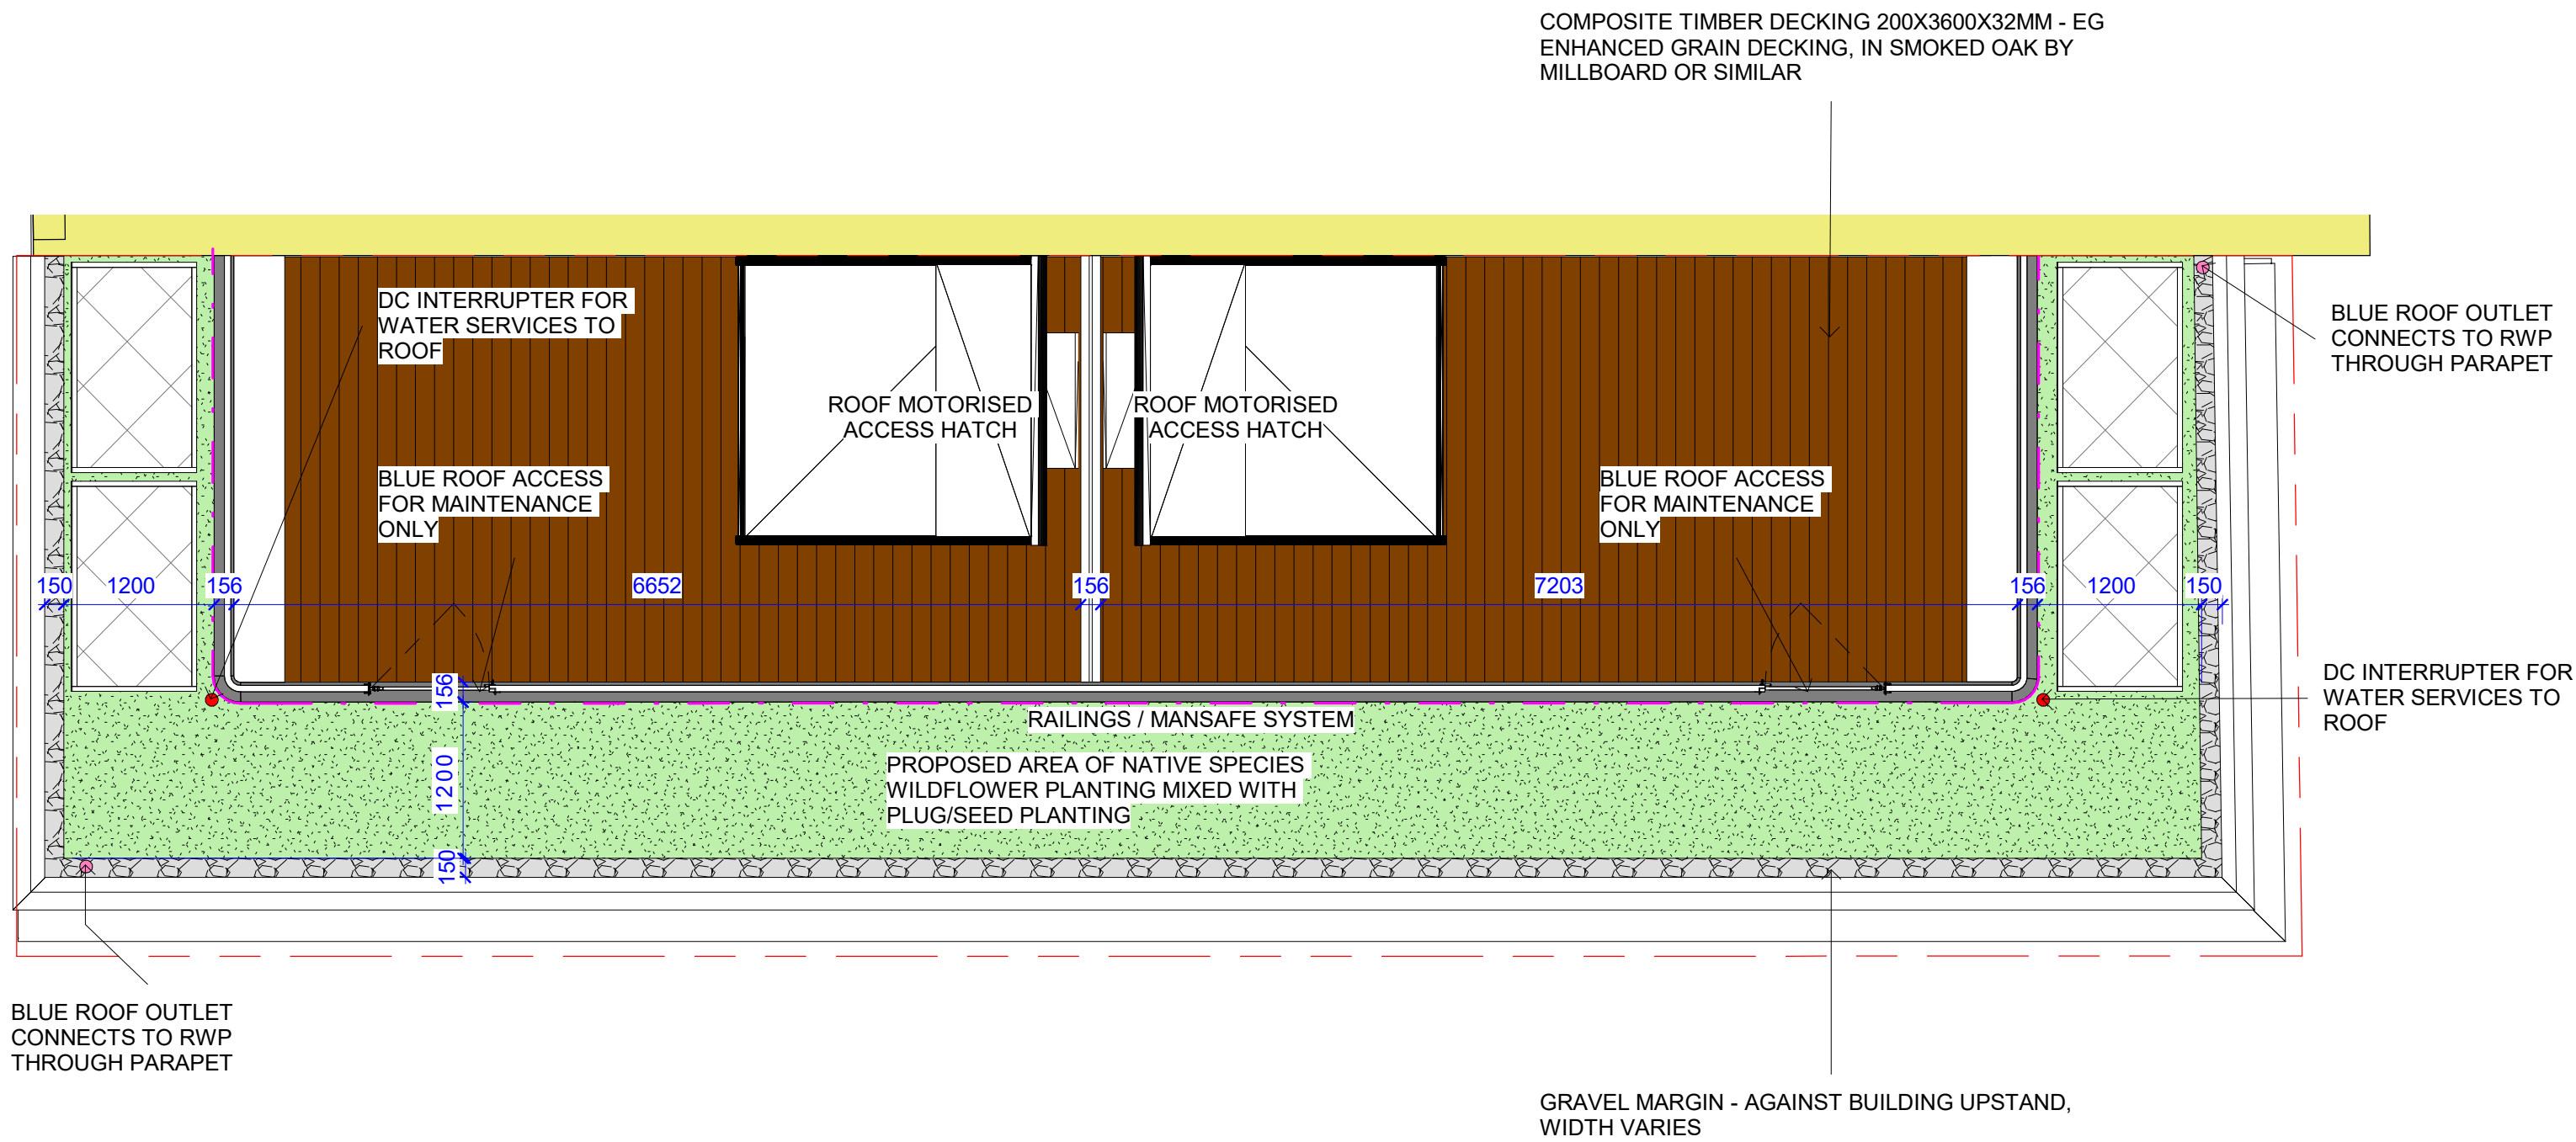 COMPOSITE TIMBER DECKING 200X3600X32MM - EG
ENHANCED GRAIN DECKING, IN SMOKED OAK BY
MILLBOARD OR SIMILAR
DC INTERRUPTER FOR
WATER SERVICES TO
ROOF
BLUE ROOF OUTLET
CONNECTS TO RWP
THROUGH PARAPET
ROOF MOTORISED
ACCESS HATCH
ROOF MOTORISED
ACCESS HATCH
BLUE ROOF ACCESS
FOR MAINTENANCE
ONLY
BLUE ROOF ACCESS
FOR MAINTENANCE
ONLY
150 1200 156 6652 156 7203 156 1200 150
156
1200
150
DC INTERRUPTER FOR
WATER SERVICES TO
ROOF
RAILINGS / MANSAFE SYSTEM
PROPOSED AREA OF NATIVE SPECIES
WILDFLOWER PLANTING MIXED WITH
PLUG/SEED PLANTING
BLUE ROOF OUTLET
CONNECTS TO RWP
THROUGH PARAPET
GRAVEL MARGIN - AGAINST BUILDING UPSTAND,
WIDTH VARIES